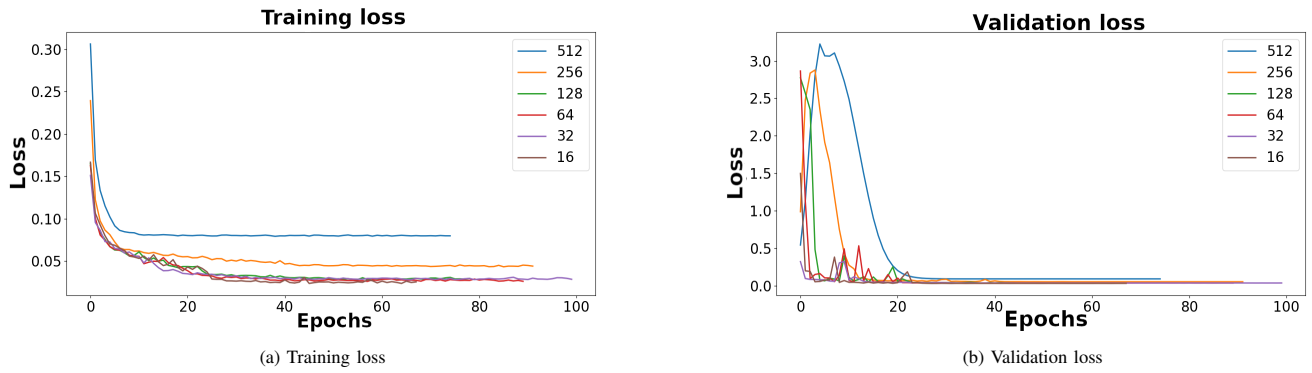 Training loss
0.30
0.25
0.20
0.15
0.10
0.05
Loss
0 20 40 60 80 100
Epochs
512
256
128
64
32
16
(a) Training loss
Validation loss
3.0
2.5
2.0
1.5
1.0
0.5
0.0
Loss
0 20 40 60 80 100
Epochs
512
256
128
64
32
16
(b) Validation loss